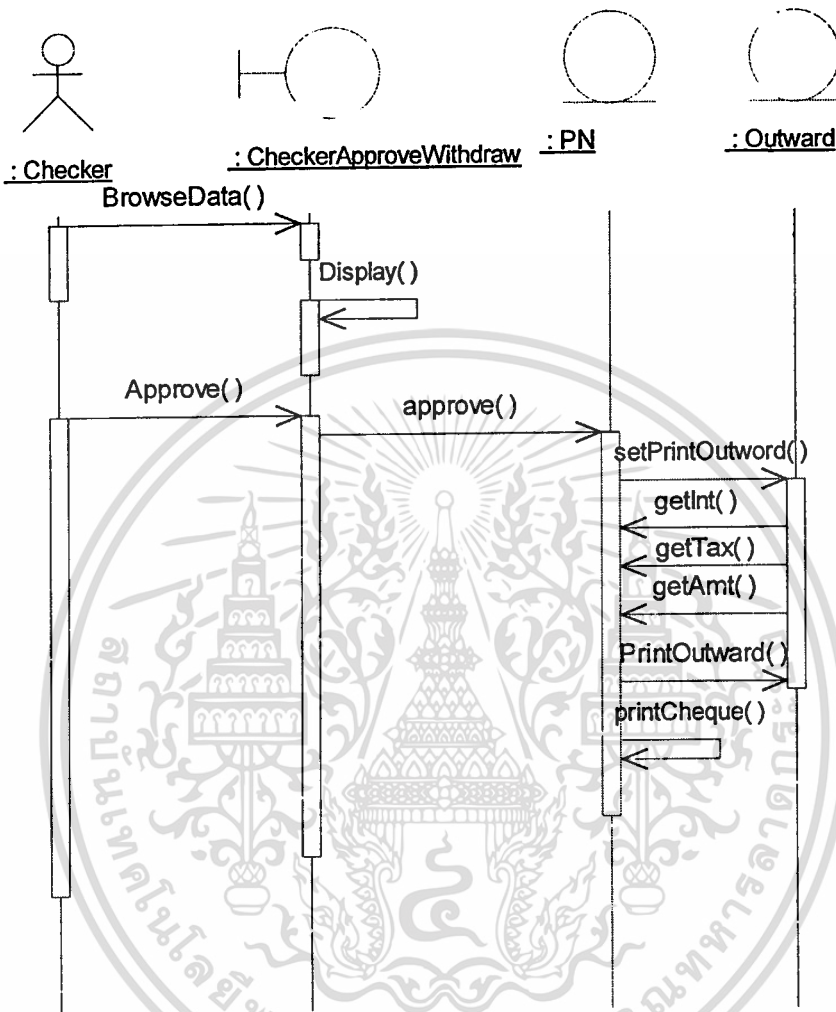 : Checker
: CheckerApproveWithdraw
: PN
: Outward
BrowseData( )
Display( )
Approve( )
approve( )
setPrintOutword( )
getInt( )
getTax( )
getAmt( )
PrintOutward( )
printCheque( )